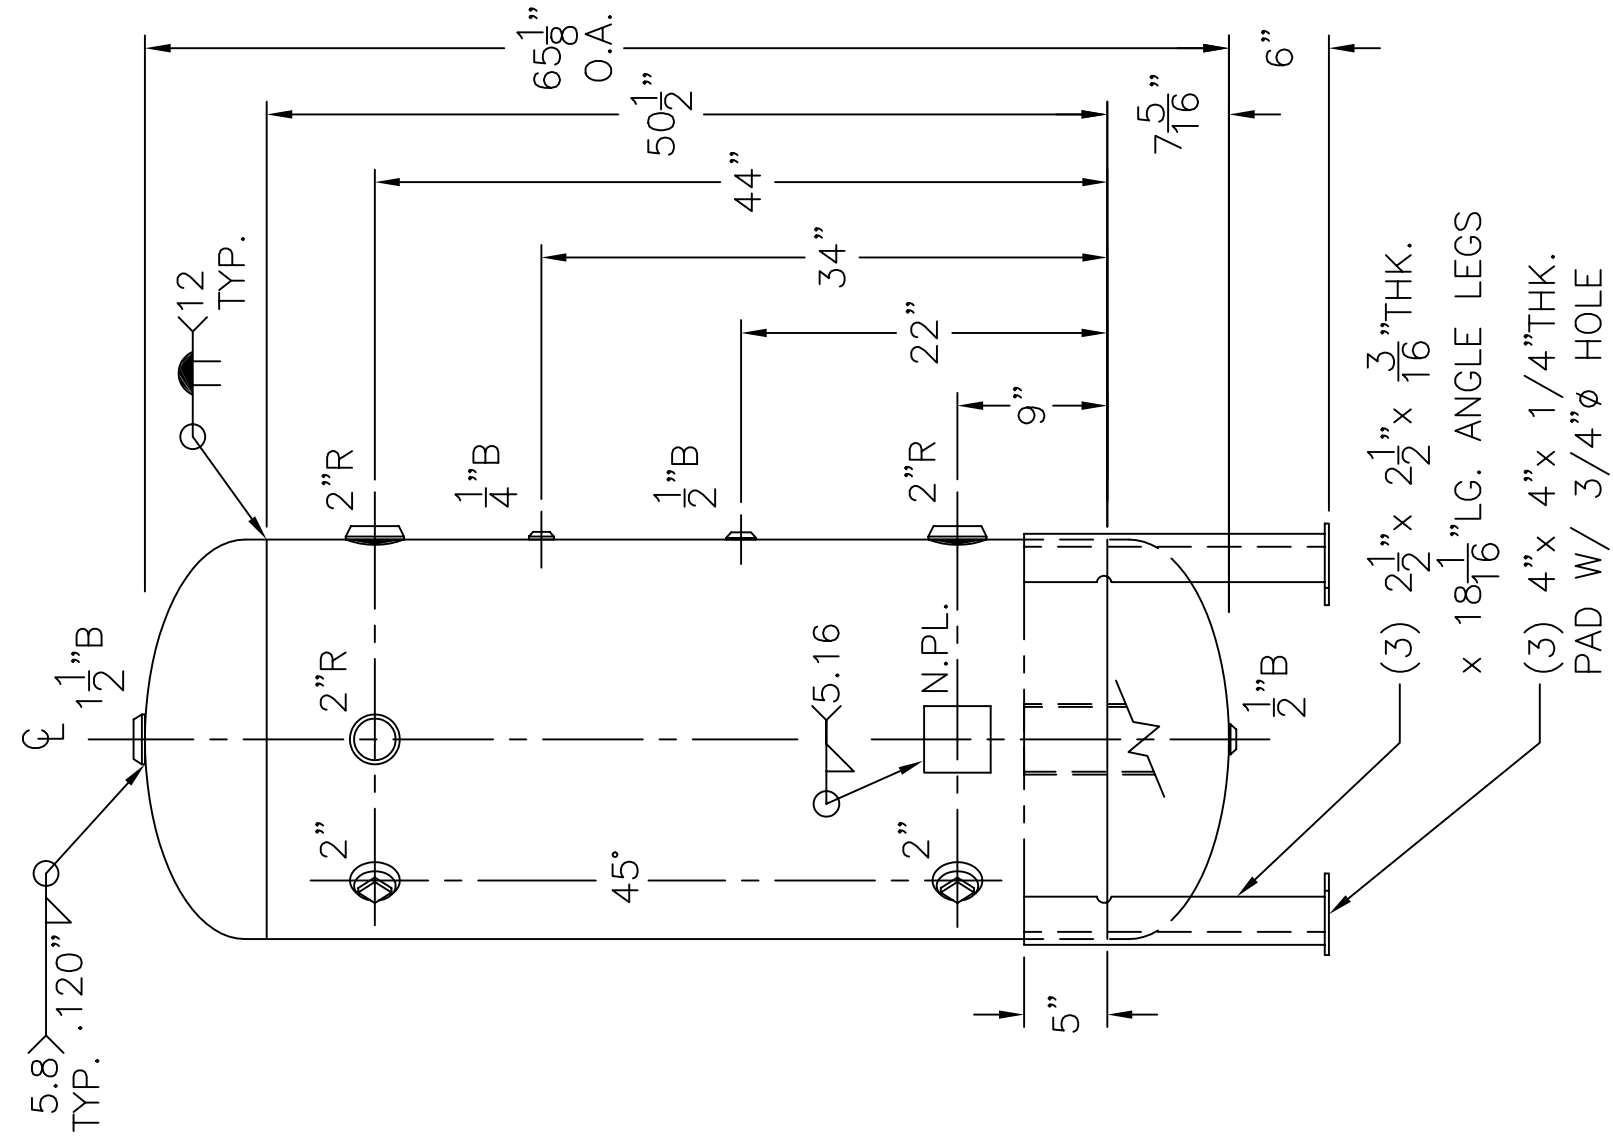 65 1/8"
O.A.
50 1/2"
44"
34"
22"
9"
7 5/16
6"
12
TYP.
2"R
1/4"B
1/2"B
2"R
℄
1 1/2"B
2"R
2"
45°
5.16
N.PL.
2"
1/2"B
5.8
TYP.
.120"
5"
(3) 2 1/2"x 2 1/2"x 3/16"THK.
x 18 1/16"LG. ANGLE LEGS
(3) 4"x 4"x 1/4"THK.
PAD W/ 3/4"ø HOLE